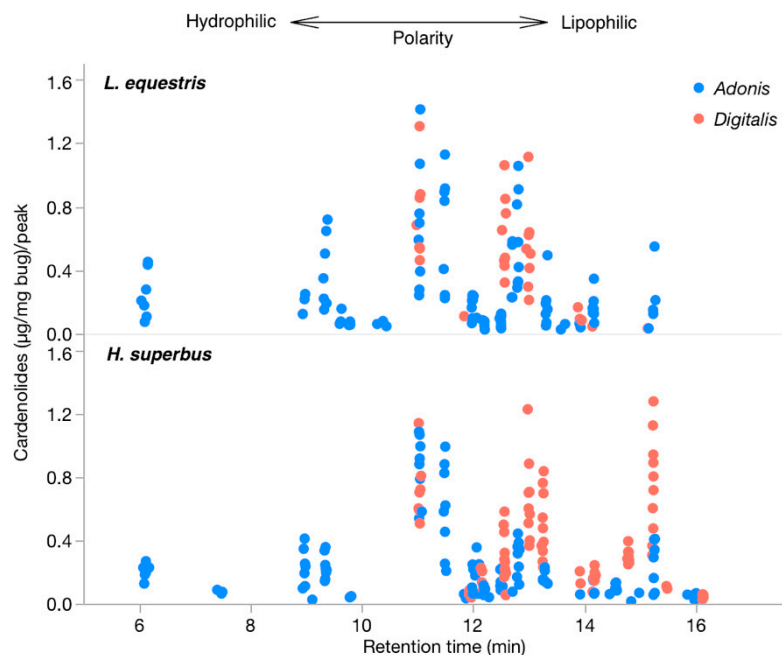 Hydrophilic
Lipophilic
Polarity
L. equestris
Adonis
Digitalis
1.6
1.2
0.8
0.4
0.0
Cardenolides (µg/mg bug)/peak
H. superbus
1.6
1.2
0.8
0.4
0.0
6 8 10 12 14 16
Retention time (min)